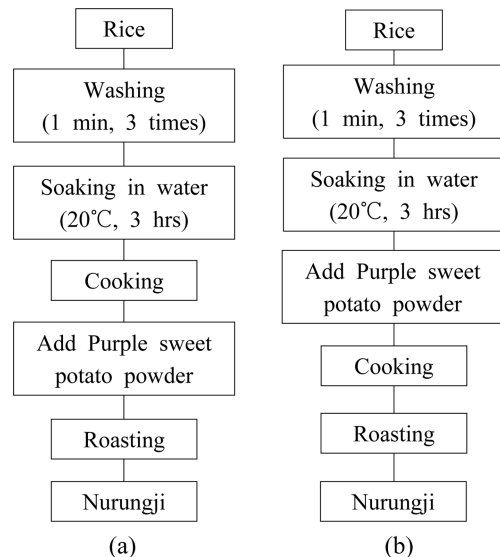 Rice
Washing
(1 min, 3 times)
Soaking in water
(20℃, 3 hrs)
Cooking
Add Purple sweet
potato powder
Roasting
Nurungji
(a)
Rice
Washing
(1 min, 3 times)
Soaking in water
(20℃, 3 hrs)
Add Purple sweet
potato powder
Cooking
Roasting
Nurungji
(b)